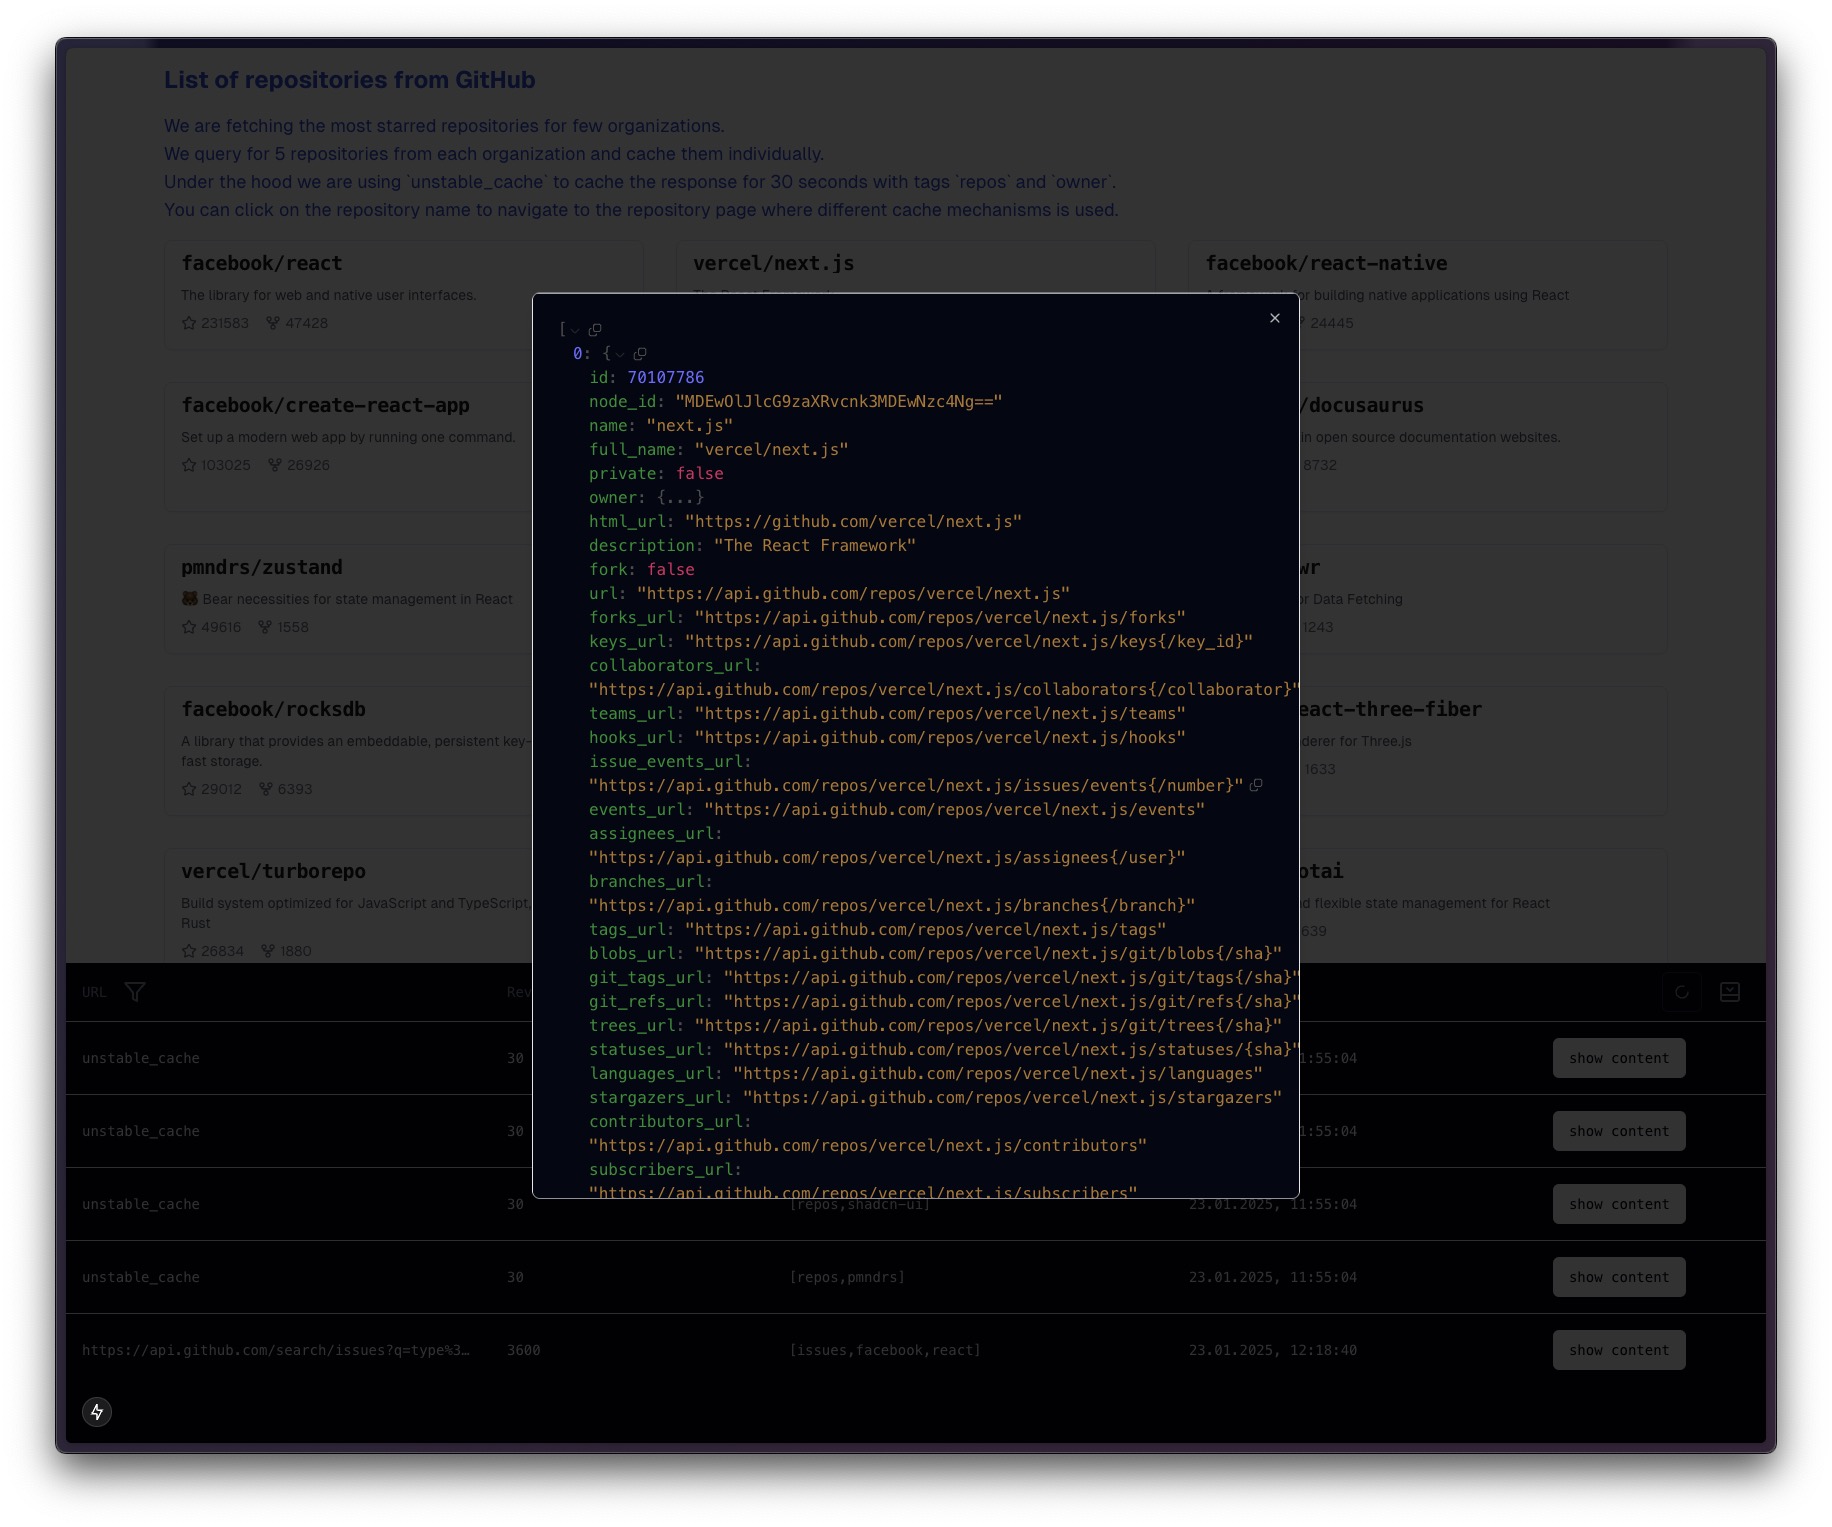 List of repositories from GitHub
We are fetching the most starred repositories for few organizations.
We query for 5 repositories from each organization and cache them individually.
Under the hood we are using `unstable_cache` to cache the response for 30 seconds with tags `repos` and `owner`.
You can click on the repository name to navigate to the repository page where different cache mechanisms is used.
facebook/react
The library for web and native user interfaces.
231583 47428
vercel/next.js
facebook/react-native
for building native applications using React
24445
facebook/create-react-app
Set up a modern web app by running one command.
103025 26926
/docusaurus
in open source documentation websites.
8732
pmndrs/zustand
🐻 Bear necessities for state management in React
49616 1558
Data Fetching
1243
facebook/rocksdb
A library that provides an embeddable, persistent key-
fast storage.
29012 6393
eact-three-fiber
derer for Three.js
1633
vercel/turborepo
Build system optimized for JavaScript and TypeScript,
Rust
26834 1880
otai
d flexible state management for React
639
[
0: {
id: 70107786
node_id: "MDEwOlJlcG9zaXRvcnk3MDEwNzc4Ng=="
name: "next.js"
full_name: "vercel/next.js"
private: false
owner: {...}
html_url: "https://github.com/vercel/next.js"
description: "The React Framework"
fork: false
url: "https://api.github.com/repos/vercel/next.js"
forks_url: "https://api.github.com/repos/vercel/next.js/forks"
keys_url: "https://api.github.com/repos/vercel/next.js/keys{/key_id}"
collaborators_url:
"https://api.github.com/repos/vercel/next.js/collaborators{/collaborator}"
teams_url: "https://api.github.com/repos/vercel/next.js/teams"
hooks_url: "https://api.github.com/repos/vercel/next.js/hooks"
issue_events_url:
"https://api.github.com/repos/vercel/next.js/issues/events{/number}"
events_url: "https://api.github.com/repos/vercel/next.js/events"
assignees_url:
"https://api.github.com/repos/vercel/next.js/assignees{/user}"
branches_url:
"https://api.github.com/repos/vercel/next.js/branches{/branch}"
tags_url: "https://api.github.com/repos/vercel/next.js/tags"
blobs_url: "https://api.github.com/repos/vercel/next.js/git/blobs{/sha}"
git_tags_url: "https://api.github.com/repos/vercel/next.js/git/tags{/sha}"
git_refs_url: "https://api.github.com/repos/vercel/next.js/git/refs{/sha}"
trees_url: "https://api.github.com/repos/vercel/next.js/git/trees{/sha}"
statuses_url: "https://api.github.com/repos/vercel/next.js/statuses/{sha}"
languages_url: "https://api.github.com/repos/vercel/next.js/languages"
stargazers_url: "https://api.github.com/repos/vercel/next.js/stargazers"
contributors_url:
"https://api.github.com/repos/vercel/next.js/contributors"
subscribers_url:
"https://api.github.com/repos/vercel/next.js/subscribers"
URL Rev
unstable_cache 30 1:55:04 show content
unstable_cache 30 1:55:04 show content
unstable_cache 30 [repos,shadcn-ui] 23.01.2025, 11:55:04 show content
unstable_cache 30 [repos,pmndrs] 23.01.2025, 11:55:04 show content
https://api.github.com/search/issues?q=type%3… 3600 [issues,facebook,react] 23.01.2025, 12:18:40 show content